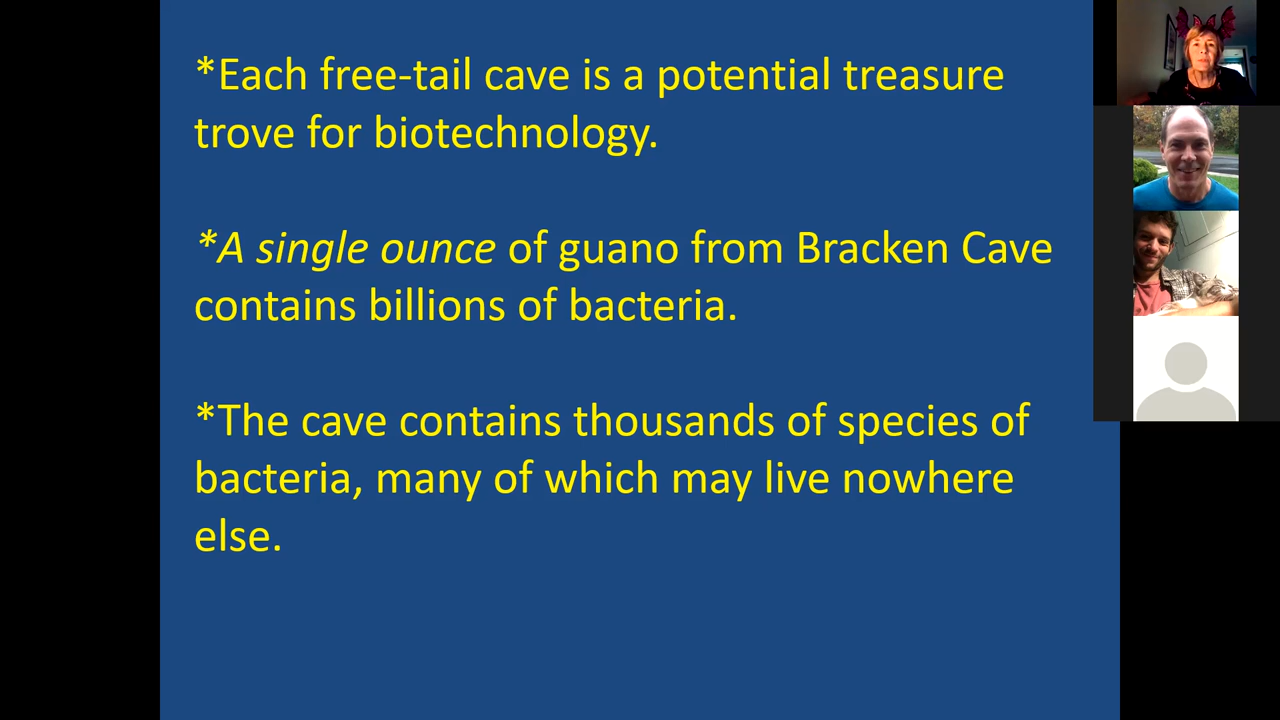 *Each free-tail cave is a potential treasure
trove for biotechnology.
*A single ounce of guano from Bracken Cave
contains billions of bacteria.
*The cave contains thousands of species of
bacteria, many of which may live nowhere
else.